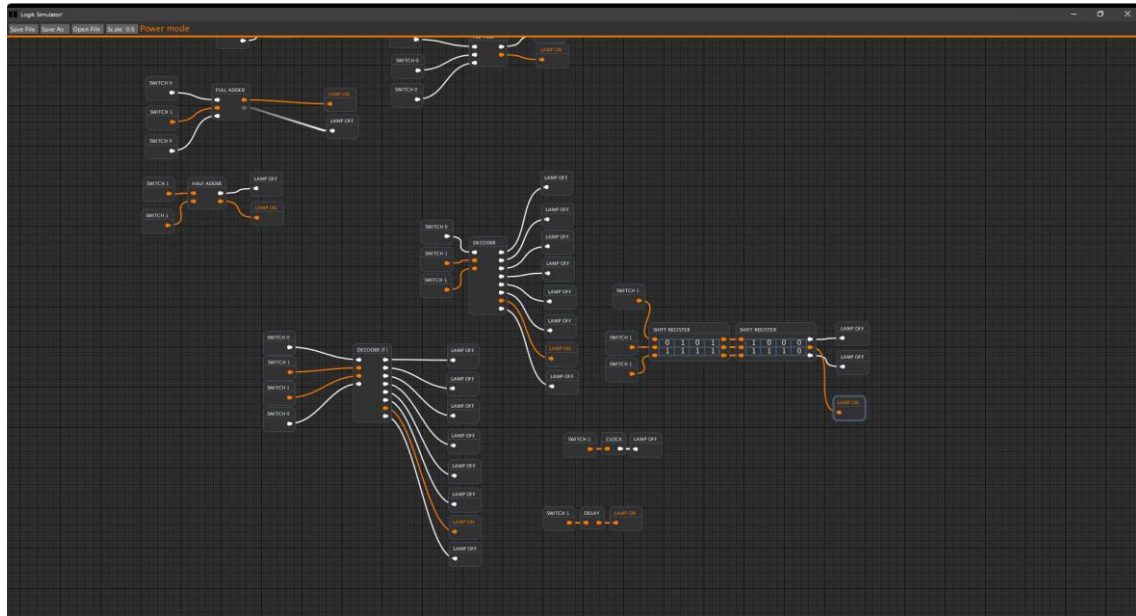 Logik Simulator!
Save File Save As Open File Scale: 0.6 Power mode
LAMP ON
SWITCH 0
SWITCH 0
SWITCH 0
FULL ADDER
LAMP ON
SWITCH 1
LAMP OFF
SWITCH 0
SWITCH 1
HALF ADDER
LAMP OFF
LAMP ON
SWITCH 1
LAMP OFF
LAMP OFF
SWITCH 0
DECODER
LAMP OFF
SWITCH 1
LAMP OFF
SWITCH 1
LAMP OFF
LAMP OFF
LAMP ON
LAMP OFF
SWITCH 1
SHIFT REGISTER
SHIFT REGISTER
LAMP OFF
SWITCH 1
0 1 0 1
1 0 0 0
1 1 1 1
1 1 1 0
SWITCH 1
LAMP OFF
LAMP ON
SWITCH 0
DECODER (F)
LAMP OFF
SWITCH 1
LAMP OFF
SWITCH 1
LAMP OFF
SWITCH 0
LAMP OFF
LAMP OFF
LAMP OFF
LAMP ON
LAMP OFF
SWITCH 1 CLOCK LAMP OFF
SWITCH 1 DELAY LAMP ON